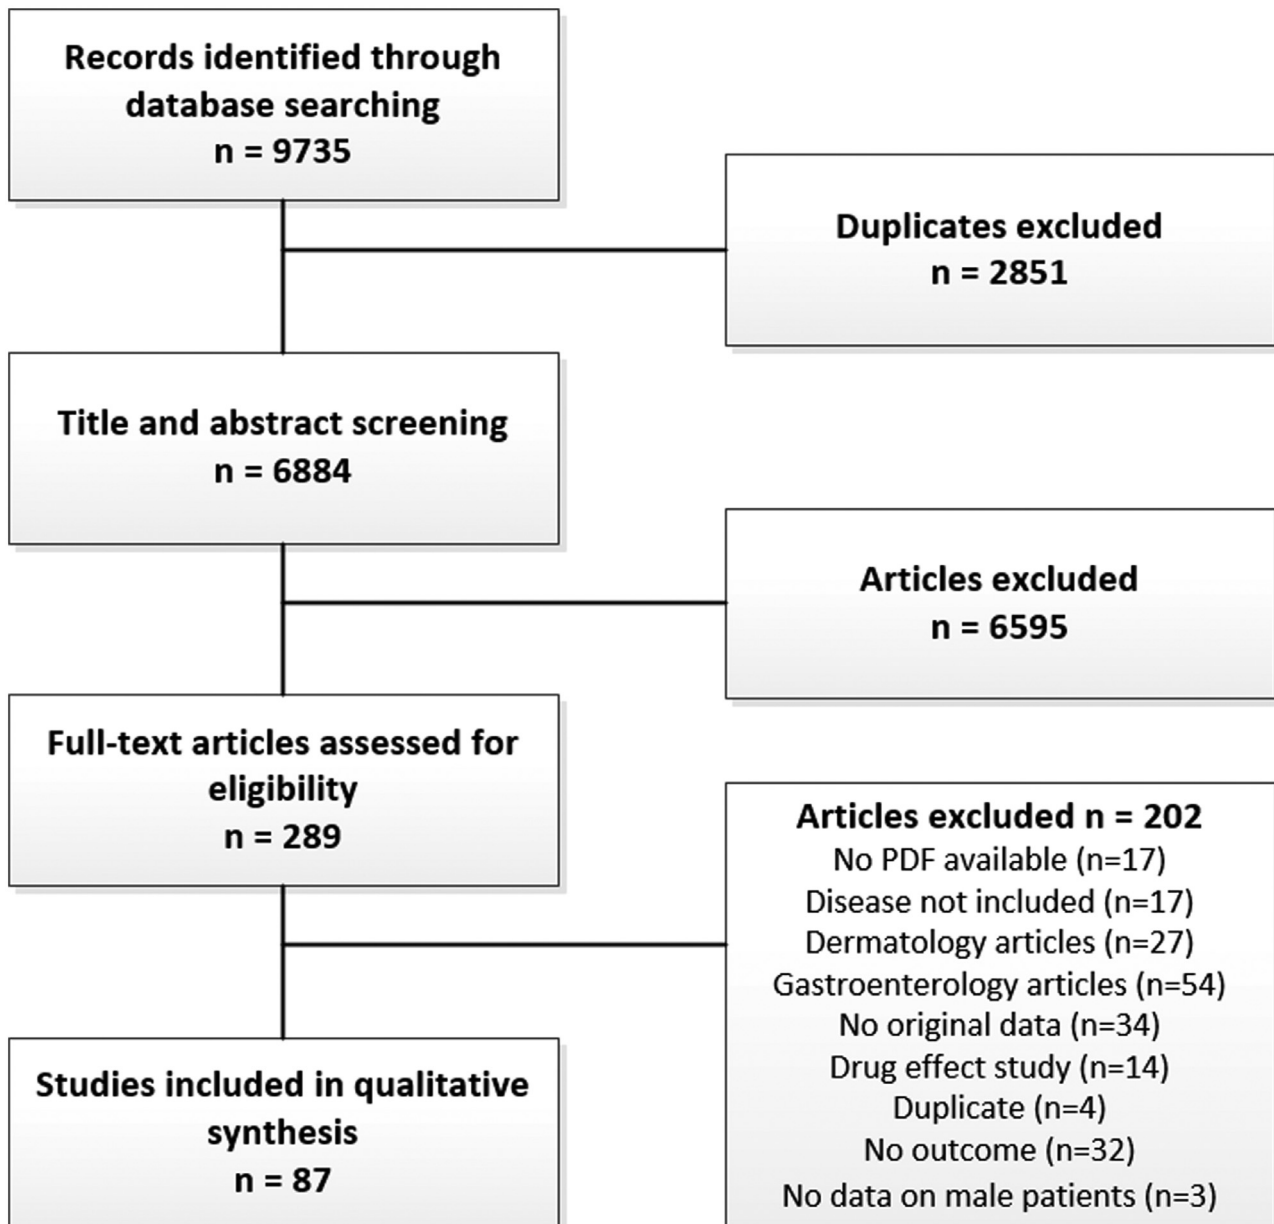 Records identified through
database searching
n = 9735
Duplicates excluded
n = 2851
Title and abstract screening
n = 6884
Articles excluded
n = 6595
Full-text articles assessed for
eligibility
n = 289
Articles excluded n = 202
No PDF available (n=17)
Disease not included (n=17)
Dermatology articles (n=27)
Gastroenterology articles (n=54)
No original data (n=34)
Drug effect study (n=14)
Duplicate (n=4)
No outcome (n=32)
No data on male patients (n=3)
Studies included in qualitative
synthesis
n = 87